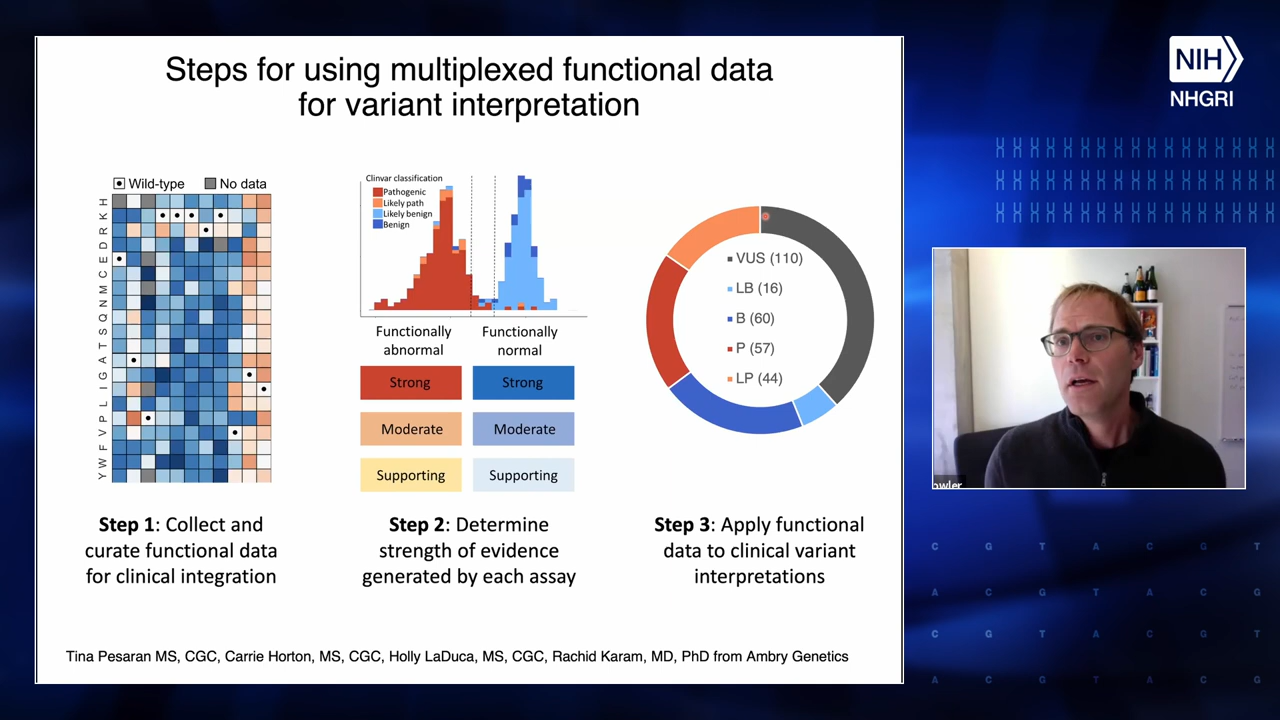 Steps for using multiplexed functional data
for variant interpretation
NIH
NHGRI
Wild-type
No data
H
K
R
D
E
C
M
N
Q
S
T
A
G
I
L
P
V
F
W
Y
Clinvar classification
Pathogenic
Likely path
Likely benign
Benign
Functionally
abnormal
Functionally
normal
Strong
Strong
Moderate
Moderate
Supporting
Supporting
VUS (110)
LB (16)
B (60)
P (57)
LP (44)
Step 1: Collect and
curate functional data
for clinical integration
Step 2: Determine
strength of evidence
generated by each assay
Step 3: Apply functional
data to clinical variant
interpretations
Tina Pesaran MS, CGC, Carrie Horton, MS, CGC, Holly LaDuca, MS, CGC, Rachid Karam, MD, PhD from Ambry Genetics
owler
C G T A C G T
A C G T A C G
C G T A C G T
A C G T A C G